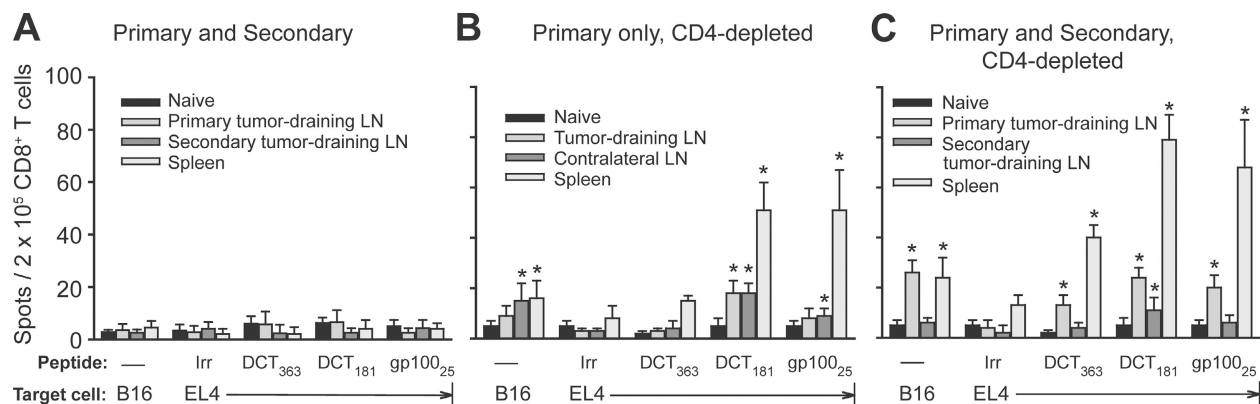 A Primary and Secondary
Spots / 2 x 10⁵ CD8⁺ T cells
100
80
60
40
20
0
Naive
Primary tumor-draining LN
Secondary tumor-draining LN
Spleen
B Primary only, CD4-depleted
Naive
Tumor-draining LN
Contralateral LN
Spleen
* * * * * * *
C Primary and Secondary,
CD4-depleted
Naive
Primary tumor-draining LN
Secondary
tumor-draining LN
Spleen
* * * * * * * * *
Peptide: — Irr DCT₃₆₃ DCT₁₈₁ gp100₂₅ — Irr DCT₃₆₃ DCT₁₈₁ gp100₂₅ — Irr DCT₃₆₃ DCT₁₈₁ gp100₂₅
Target cell: B16 EL4 B16 EL4 B16 EL4